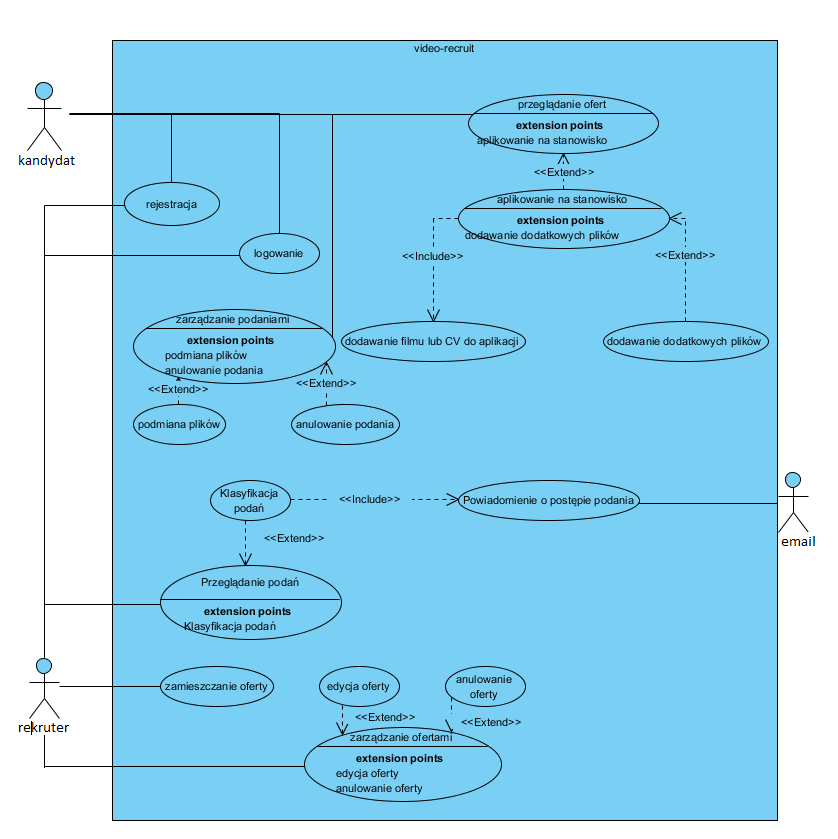 video-recruit
kandydat
przeglądanie ofert
extension points
aplikowanie na stanowisko
<<Extend>>
aplikowanie na stanowisko
extension points
dodawanie dodatkowych plików
rejestracja
logowanie
<<Include>>
<<Extend>>
zarządzanie podaniami
extension points
podmiana plików
anulowanie podania
dodawanie filmu lub CV do aplikacji
dodawanie dodatkowych plików
<<Extend>>
<<Extend>>
podmiana plików
anulowanie podania
Klasyfikacja
podań
<<Include>>
Powiadomienie o postępie podania
email
<<Extend>>
Przeglądanie podań
extension points
Klasyfikacja podań
rekruter
zamieszczanie oferty
edycja oferty
anulowanie
oferty
<<Extend>>
<<Extend>>
zarządzanie ofertami
extension points
edycja oferty
anulowanie oferty